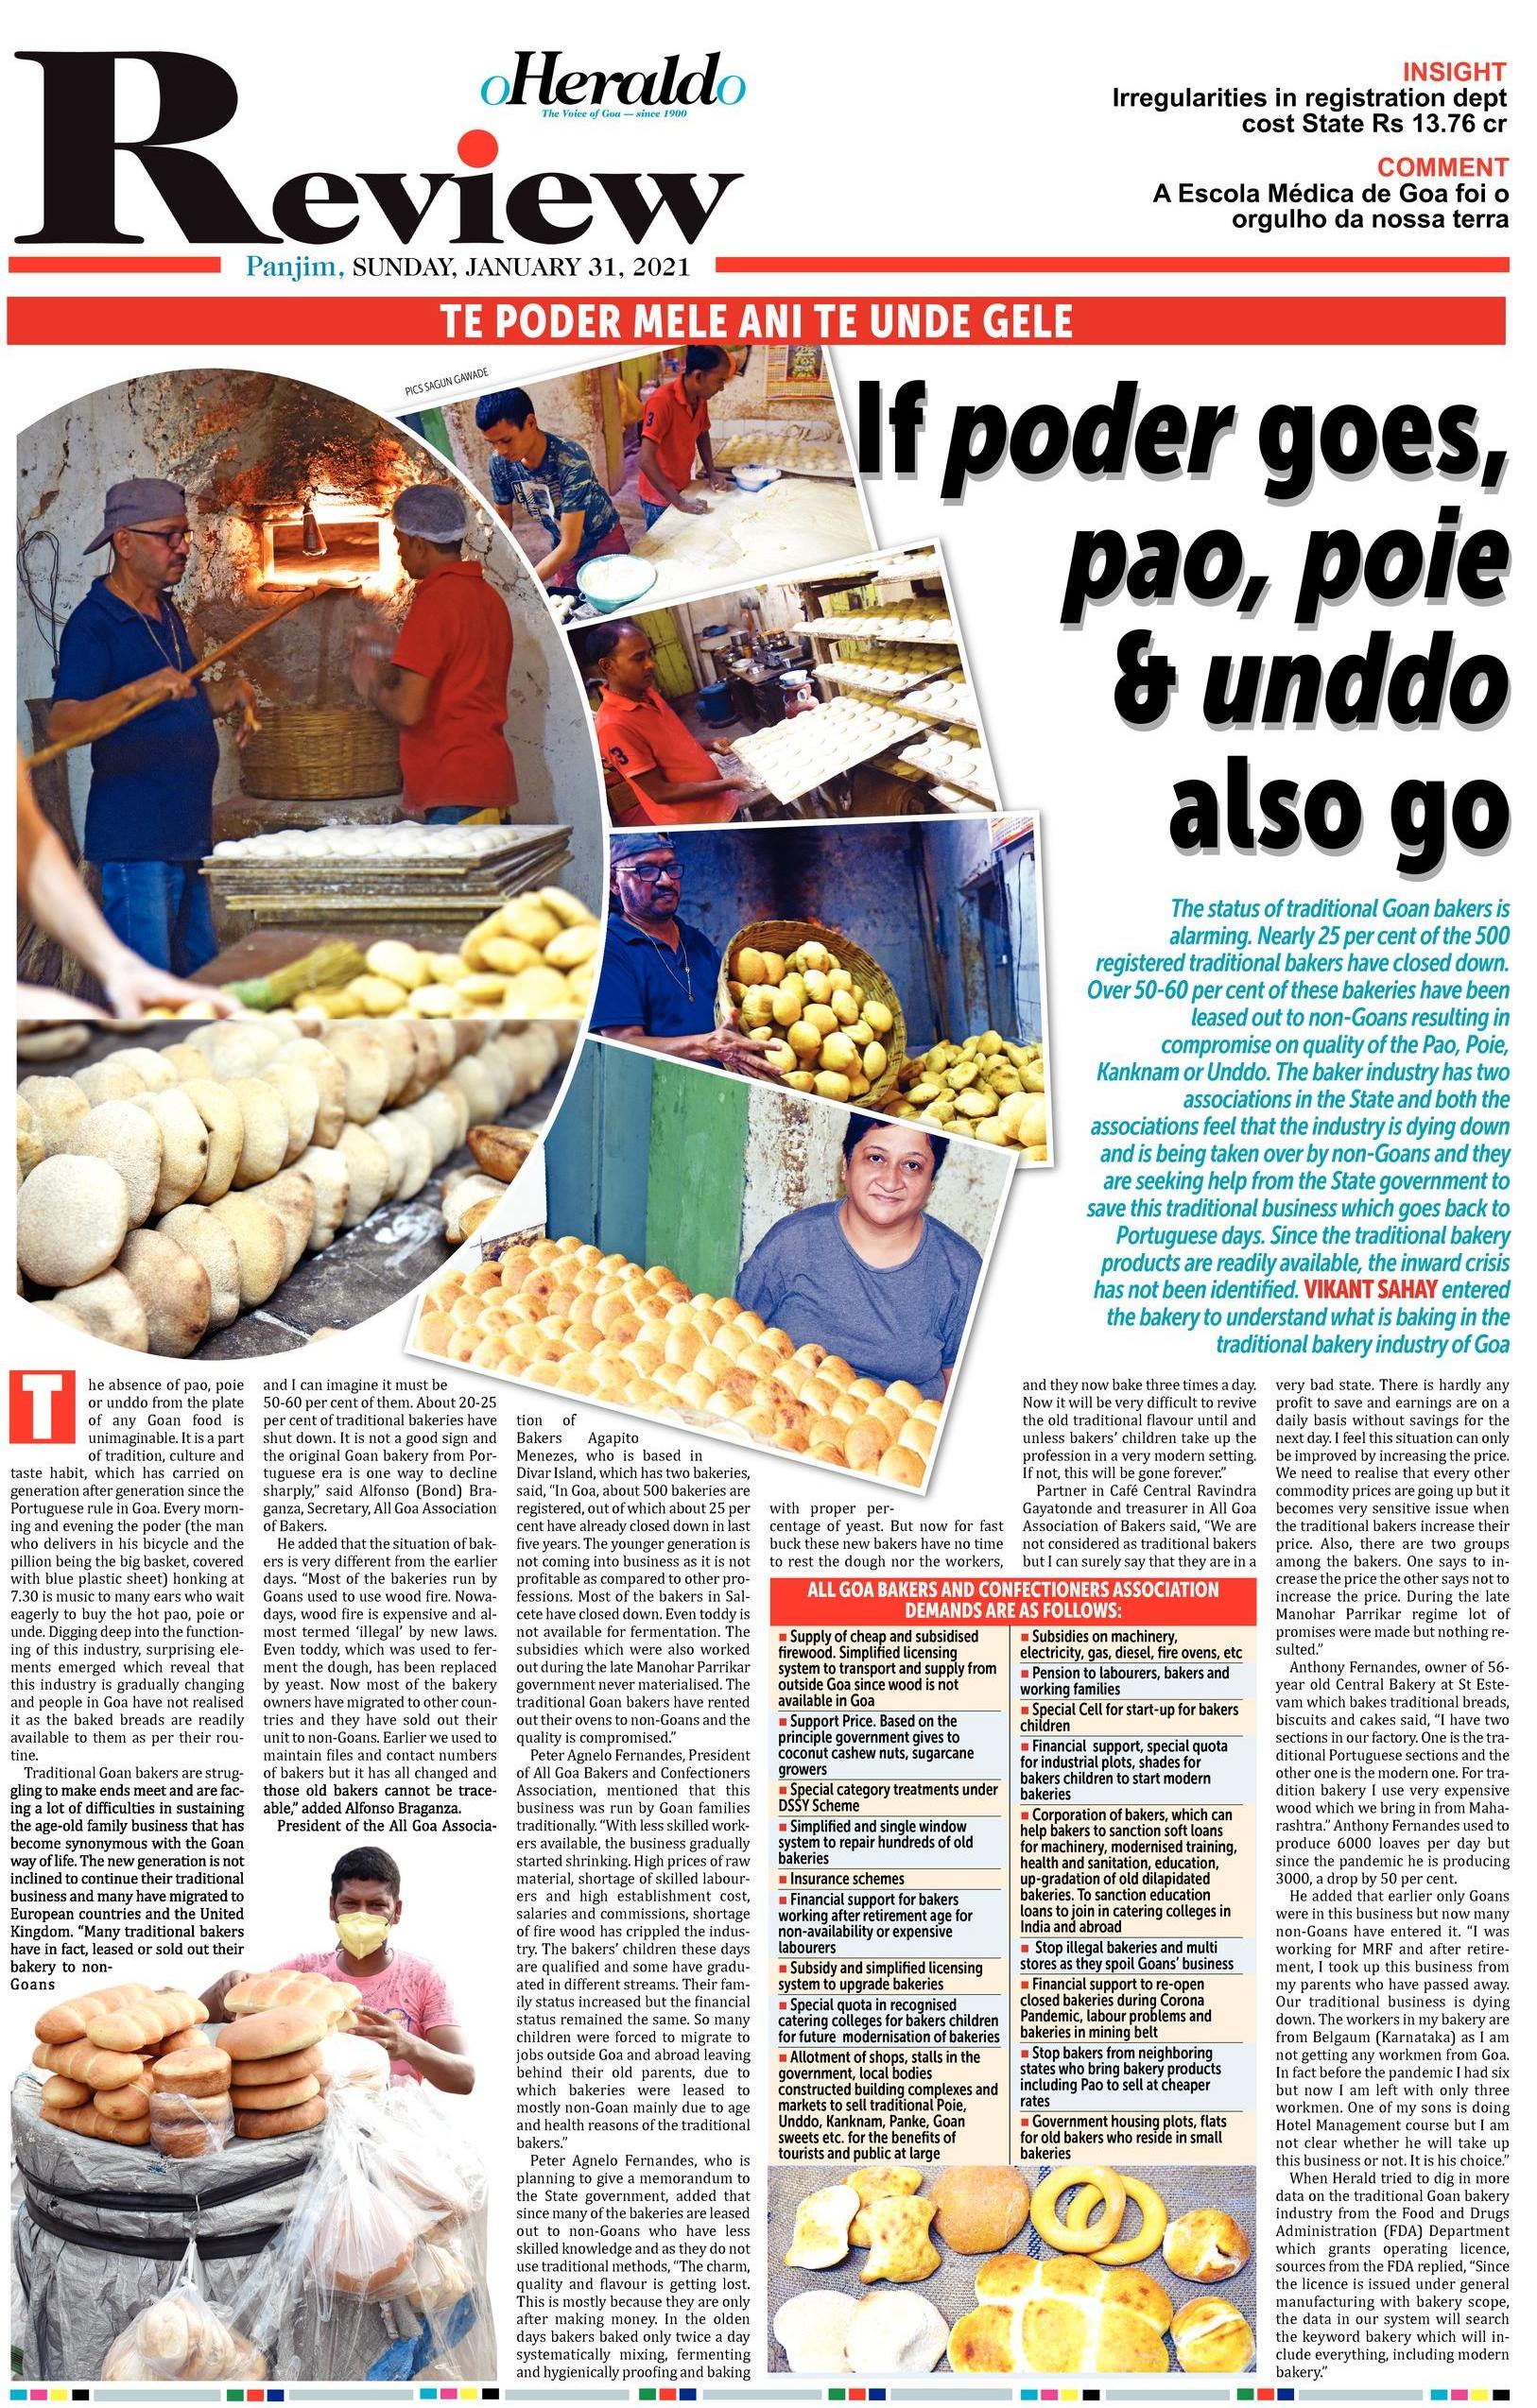 Review
oHeraldo
The Voice of Goa — since 1900
INSIGHT
Irregularities in registration dept
cost State Rs 13.76 cr
COMMENT
A Escola Médica de Goa foi o
orgulho da nossa terra
Panjim, SUNDAY, JANUARY 31, 2021
TE PODER MELE ANI TE UNDE GELE
PICS SAGUN GAWADE
If poder goes,
pao, poie
& unddo
also go
The status of traditional Goan bakers is
alarming. Nearly 25 per cent of the 500
registered traditional bakers have closed down.
Over 50-60 per cent of these bakeries have been
leased out to non-Goans resulting in
compromise on quality of the Pao, Poie,
Kanknam or Unddo. The baker industry has two
associations in the State and both the
associations feel that the industry is dying down
and is being taken over by non-Goans and they
are seeking help from the State government to
save this traditional business which goes back to
Portuguese days. Since the traditional bakery
products are readily available, the inward crisis
has not been identified. VIKANT SAHAY entered
the bakery to understand what is baking in the
traditional bakery industry of Goa
The absence of pao, poie
or unddo from the plate
of any Goan food is
unimaginable. It is a part
of tradition, culture and
taste habit, which has carried on
generation after generation since the
Portuguese rule in Goa. Every morn-
ing and evening the poder (the man
who delivers in his bicycle and the
pillion being the big basket, covered
with blue plastic sheet) honking at
7.30 is music to many ears who wait
eagerly to buy the hot pao, poie or
unde. Digging deep into the function-
ing of this industry, surprising ele-
ments emerged which reveal that
this industry is gradually changing
and people in Goa have not realised
it as the baked breads are readily
available to them as per their rou-
tine.
Traditional Goan bakers are strug-
gling to make ends meet and are fac-
ing a lot of difficulties in sustaining
the age-old family business that has
become synonymous with the Goan
way of life. The new generation is not
inclined to continue their traditional
business and many have migrated to
European countries and the United
Kingdom. “Many traditional bakers
have in fact, leased or sold out their
bakery to non-
Goans
and I can imagine it must be
50-60 per cent of them. About 20-25
per cent of traditional bakeries have
shut down. It is not a good sign and
the original Goan bakery from Por-
tuguese era is one way to decline
sharply,” said Alfonso (Bond) Bra-
ganza, Secretary, All Goa Association
of Bakers.
He added that the situation of bak-
ers is very different from the earlier
days. “Most of the bakeries run by
Goans used to use wood fire. Nowa-
days, wood fire is expensive and al-
most termed ‘illegal’ by new laws.
Even toddy, which was used to fer-
ment the dough, has been replaced
by yeast. Now most of the bakery
owners have migrated to other coun-
tries and they have sold out their
unit to non-Goans. Earlier we used to
maintain files and contact numbers
of bakers but it has all changed and
those old bakers cannot be trace-
able,” added Alfonso Braganza.
President of the All Goa Associa-
tion of
Bakers Agapito
Menezes, who is based in
Divar Island, which has two bakeries,
said, “In Goa, about 500 bakeries are
registered, out of which about 25 per
cent have already closed down in last
five years. The younger generation is
not coming into business as it is not
profitable as compared to other pro-
fessions. Most of the bakers in Sal-
cete have closed down. Even toddy is
not available for fermentation. The
subsidies which were also worked
out during the late Manohar Parrikar
government never materialised. The
traditional Goan bakers have rented
out their ovens to non-Goans and the
quality is compromised.”
Peter Agnelo Fernandes, President
of All Goa Bakers and Confectioners
Association, mentioned that this
business was run by Goan families
traditionally. “With less skilled work-
ers available, the business gradually
started shrinking. High prices of raw
material, shortage of skilled labour-
ers and high establishment cost,
salaries and commissions, shortage
of fire wood has crippled the indus-
try. The bakers’ children these days
are qualified and some have gradu-
ated in different streams. Their fam-
ily status increased but the financial
status remained the same. So many
children were forced to migrate to
jobs outside Goa and abroad leaving
behind their old parents, due to
which bakeries were leased to
mostly non-Goan mainly due to age
and health reasons of the traditional
bakers.”
Peter Agnelo Fernandes, who is
planning to give a memorandum to
the State government, added that
since many of the bakeries are leased
out to non-Goans who have less
skilled knowledge and as they do not
use traditional methods, “The charm,
quality and flavour is getting lost.
This is mostly because they are only
after making money. In the olden
days bakers baked only twice a day
systematically mixing, fermenting
and hygienically proofing and baking
with proper per-
centage of yeast. But now for fast
buck these new bakers have no time
to rest the dough nor the workers,
and they now bake three times a day.
Now it will be very difficult to revive
the old traditional flavour until and
unless bakers’ children take up the
profession in a very modern setting.
If not, this will be gone forever.”
Partner in Café Central Ravindra
Gayatonde and treasurer in All Goa
Association of Bakers said, “We are
not considered as traditional bakers
but I can surely say that they are in a
very bad state. There is hardly any
profit to save and earnings are on a
daily basis without savings for the
next day. I feel this situation can only
be improved by increasing the price.
We need to realise that every other
commodity prices are going up but it
becomes very sensitive issue when
the traditional bakers increase their
price. Also, there are two groups
among the bakers. One says to in-
crease the price the other says not to
increase the price. During the late
Manohar Parrikar regime lot of
promises were made but nothing re-
sulted.”
Anthony Fernandes, owner of 56-
year old Central Bakery at St Este-
vam which bakes traditional breads,
biscuits and cakes said, “I have two
sections in our factory. One is the tra-
ditional Portuguese sections and the
other one is the modern one. For tra-
dition bakery I use very expensive
wood which we bring in from Maha-
rashtra.” Anthony Fernandes used to
produce 6000 loaves per day but
since the pandemic he is producing
3000, a drop by 50 per cent.
He added that earlier only Goans
were in this business but now many
non-Goans have entered it. “I was
working for MRF and after retire-
ment, I took up this business from
my parents who have passed away.
Our traditional business is dying
down. The workers in my bakery are
from Belgaum (Karnataka) as I am
not getting any workmen from Goa.
In fact before the pandemic I had six
but now I am left with only three
workmen. One of my sons is doing
Hotel Management course but I am
not clear whether he will take up
this business or not. It is his choice.”
When Herald tried to dig in more
data on the traditional Goan bakery
industry from the Food and Drugs
Administration (FDA) Department
which grants operating licence,
sources from the FDA replied, “Since
the licence is issued under general
manufacturing with bakery scope,
the data in our system will search
the keyword bakery which will in-
clude everything, including modern
bakery.”
ALL GOA BAKERS AND CONFECTIONERS ASSOCIATION
DEMANDS ARE AS FOLLOWS:
■ Supply of cheap and subsidised
firewood. Simplified licensing
system to transport and supply from
outside Goa since wood is not
available in Goa
■ Support Price. Based on the
principle government gives to
coconut cashew nuts, sugarcane
growers
■ Special category treatments under
DSSY Scheme
■ Simplified and single window
system to repair hundreds of old
bakeries
■ Insurance schemes
■ Financial support for bakers
working after retirement age for
non-availability or expensive
labourers
■ Subsidy and simplified licensing
system to upgrade bakeries
■ Special quota in recognised
catering colleges for bakers children
for future modernisation of bakeries
■ Allotment of shops, stalls in the
government, local bodies
constructed building complexes and
markets to sell traditional Poie,
Unddo, Kanknam, Panke, Goan
sweets etc. for the benefits of
tourists and public at large
■ Subsidies on machinery,
electricity, gas, diesel, fire ovens, etc
■ Pension to labourers, bakers and
working families
■ Special Cell for start-up for bakers
children
■ Financial support, special quota
for industrial plots, shades for
bakers children to start modern
bakeries
■ Corporation of bakers, which can
help bakers to sanction soft loans
for machinery, modernised training,
health and sanitation, education,
up-gradation of old dilapidated
bakeries. To sanction education
loans to join in catering colleges in
India and abroad
■ Stop illegal bakeries and multi
stores as they spoil Goans’ business
■ Financial support to re-open
closed bakeries during Corona
Pandemic, labour problems and
bakeries in mining belt
■ Stop bakers from neighboring
states who bring bakery products
including Pao to sell at cheaper
rates
■ Government housing plots, flats
for old bakers who reside in small
bakeries